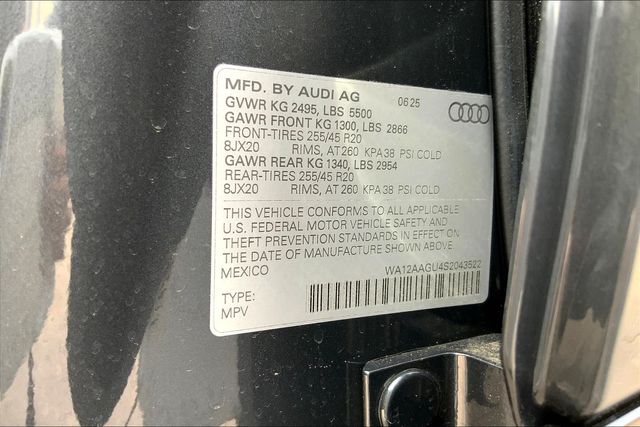 MFD. BY AUDI AG 06 25
GVWR KG 2495, LBS 5500
GAWR FRONT KG 1300, LBS 2866
FRONT-TIRES 255/45 R20
8JX20 RIMS, AT 260 KPA 38 PSI COLD
GAWR REAR KG 1340, LBS 2954
REAR-TIRES 255/45 R20
8JX20 RIMS, AT 260 KPA 38 PSI COLD
THIS VEHICLE CONFORMS TO ALL APPLICABLE
U.S. FEDERAL MOTOR VEHICLE SAFETY AND
THEFT PREVENTION STANDARDS IN EFFECT ON
THE DATE OF MANUFACTURE SHOWN ABOVE.
MEXICO WA12AAGU4S2043522
TYPE:
MPV